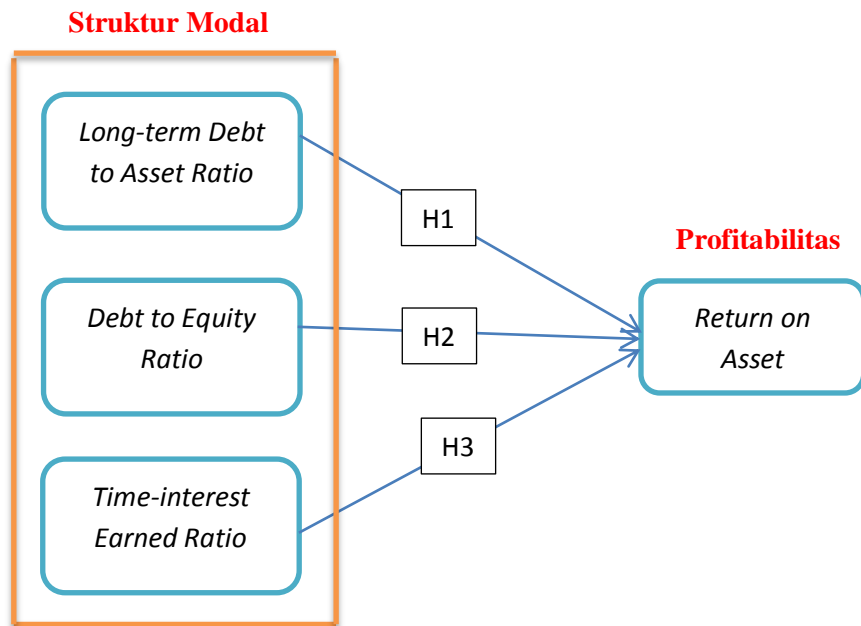 Struktur Modal
Long-term Debt
to Asset Ratio
H1
Profitabilitas
Debt to Equity
Ratio
H2
Return on
Asset
H3
Time-interest
Earned Ratio